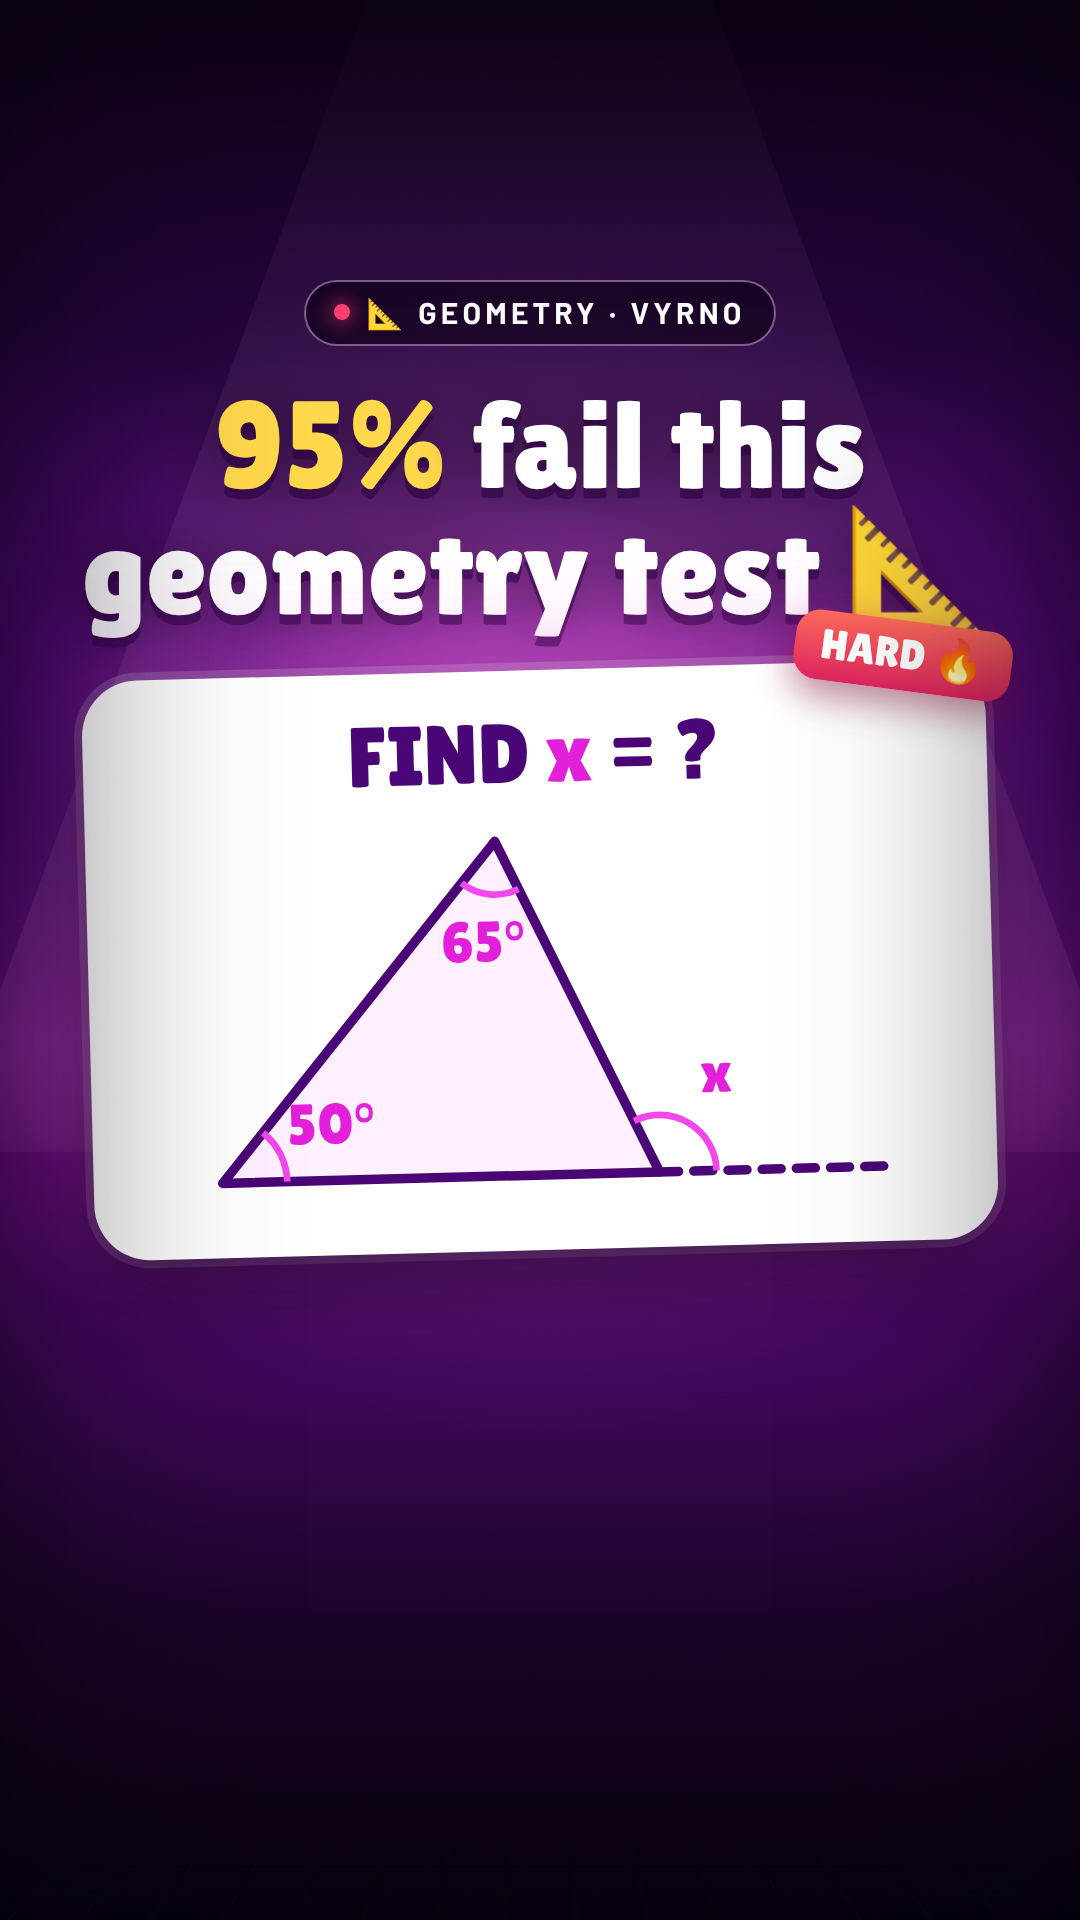 GEOMETRY · VYRNO
95% fail this
geometry test
HARD
FIND x = ?
65°
x
50°